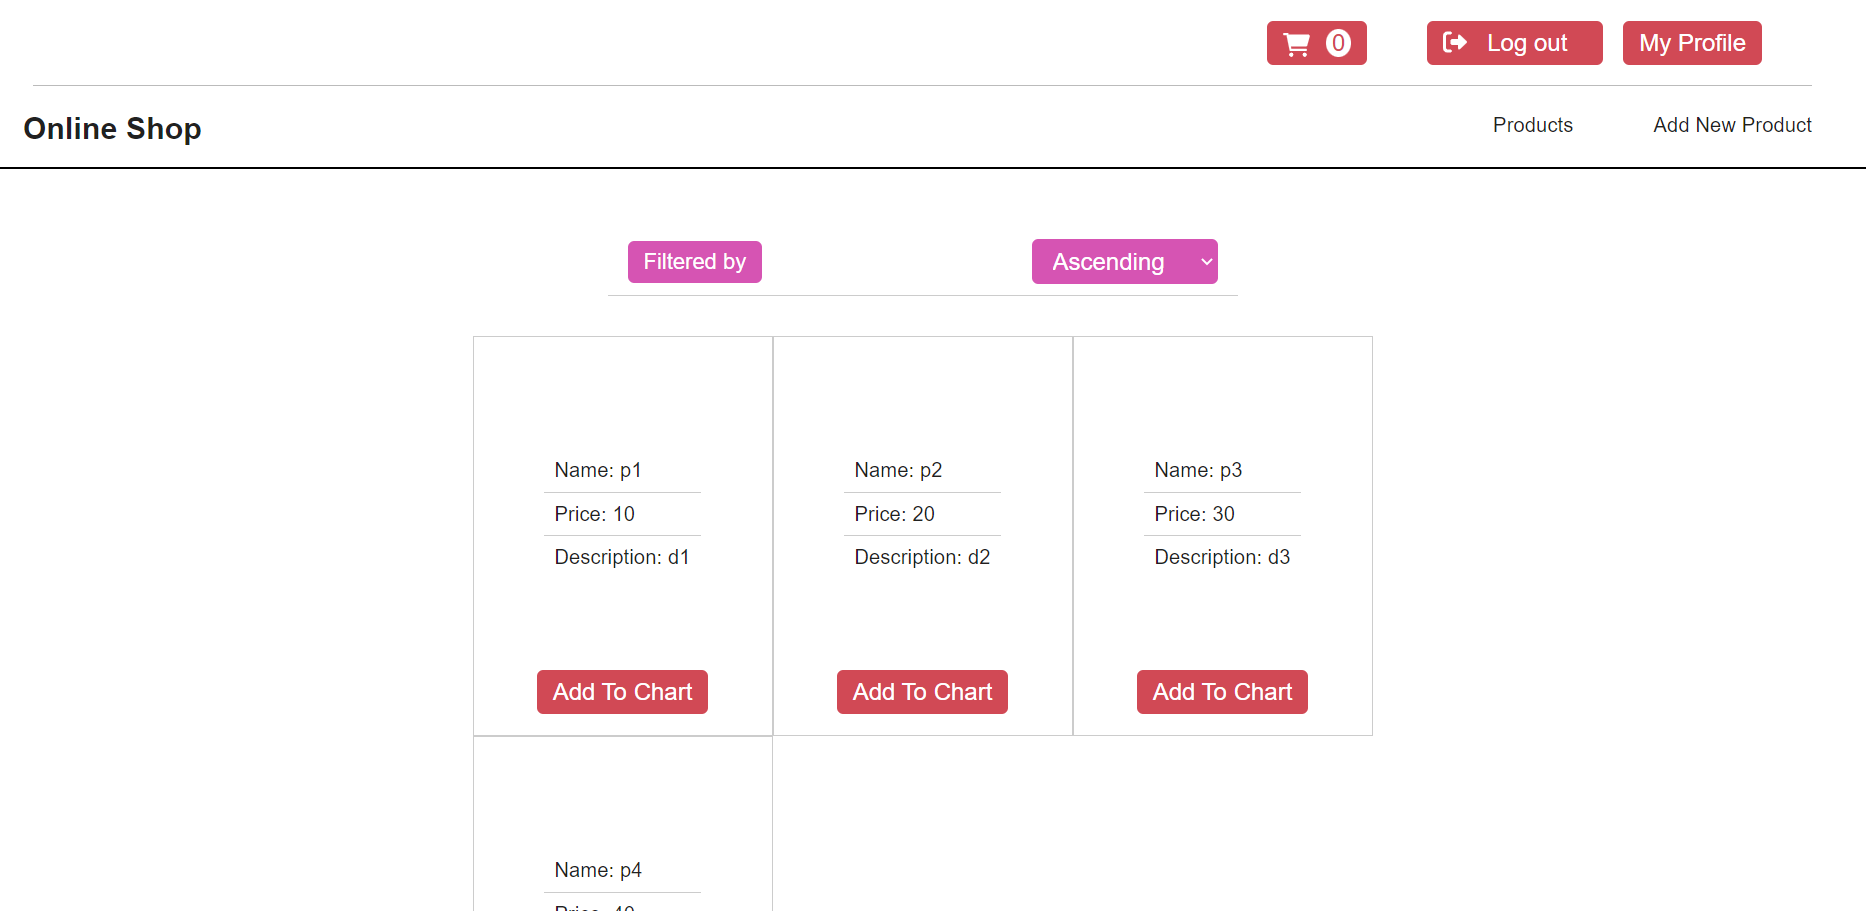 0 Log out My Profile
Online Shop Products Add New Product
Filtered by Ascending
Name: p1
Price: 10
Description: d1
Add To Chart
Name: p2
Price: 20
Description: d2
Add To Chart
Name: p3
Price: 30
Description: d3
Add To Chart
Name: p4
Price: 40